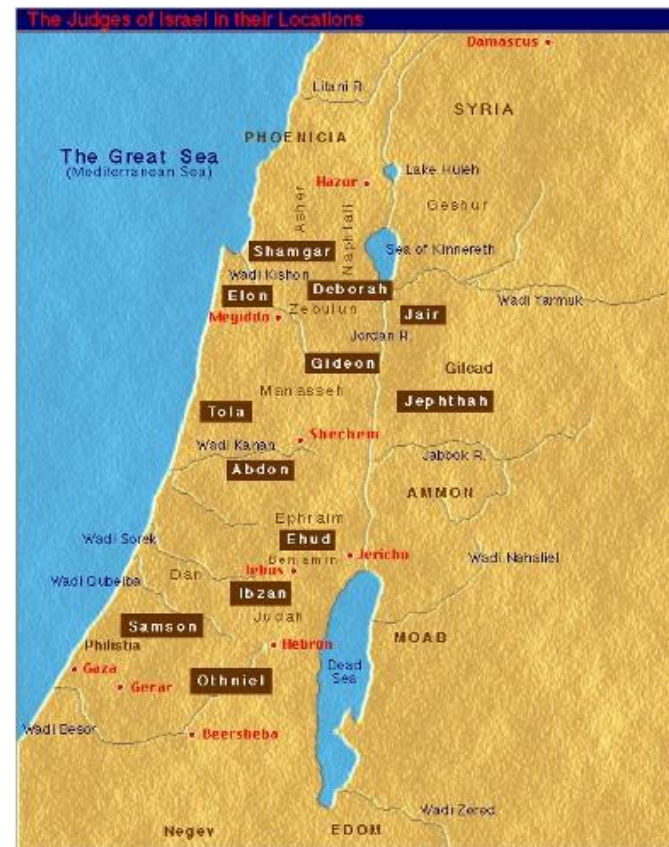 The Judges of Israel in their Locations
Damascus
Litani R.
SYRIA
PHOENICIA
The Great Sea
(Mediterranean Sea)
Lake Huleh
Hazor
Asher
Naphtali
Geshur
Shamgar
Sea of Kinnereth
Wadi Kishon
Deborah
Elon
Zebulun
Wadi Yarmuk
Megiddo
Jair
Jordan R.
Gideon
Gilead
Manasseh
Jephthah
Tola
Shechem
Wadi Kanan
Jabbok R.
Abdon
AMMON
Ephraim
Wadi Sorek
Ehud
Jericho
Wadi Nahaliel
Benjamin
Jebus
Dan
Wadi Gubeiba
Ibzan
Judah
Samson
MOAB
Philistia
Hebron
Gaza
Dead
Sea
Othniel
Gerar
Wadi Besor
Beersheba
Wadi Zered
Negev
EDOM